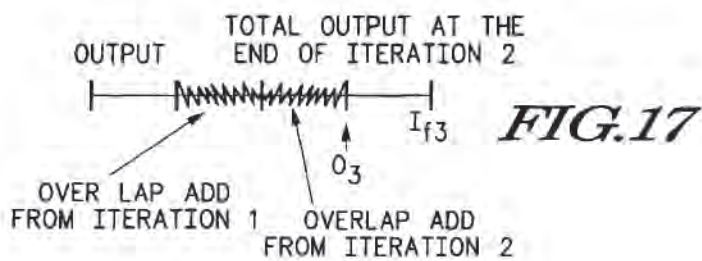 TOTAL OUTPUT AT THE
OUTPUT END OF ITERATION 2
I_f3
FIG.17
O_3
OVER LAP ADD
FROM ITERATION 1
OVERLAP ADD
FROM ITERATION 2